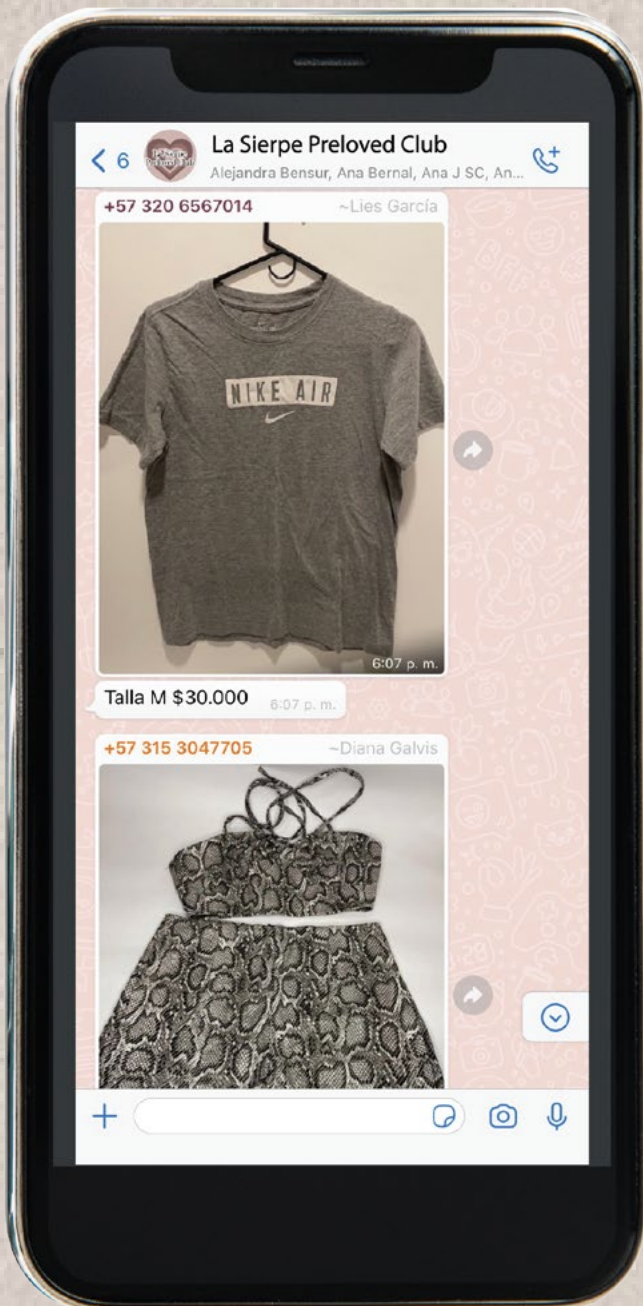 6
La Sierpe Preloved Club
Alejandra Bensur, Ana Bernal, Ana J SC, An...
+57 320 6567014 ~Lies García
NIKE AIR
6:07 p. m.
Talla M $30.000 6:07 p. m.
+57 315 3047705 ~Diana Galvis